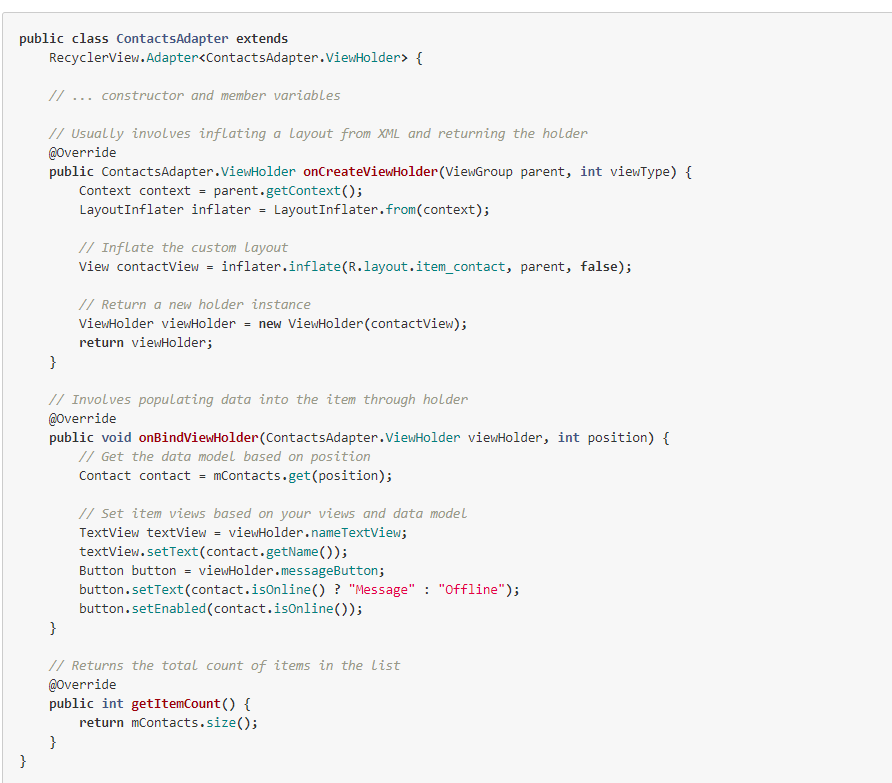 public class ContactsAdapter extends
    RecyclerView.Adapter<ContactsAdapter.ViewHolder> {

    // ... constructor and member variables

    // Usually involves inflating a layout from XML and returning the holder
    @Override
    public ContactsAdapter.ViewHolder onCreateViewHolder(ViewGroup parent, int viewType) {
        Context context = parent.getContext();
        LayoutInflater inflater = LayoutInflater.from(context);

        // Inflate the custom layout
        View contactView = inflater.inflate(R.layout.item_contact, parent, false);

        // Return a new holder instance
        ViewHolder viewHolder = new ViewHolder(contactView);
        return viewHolder;
    }

    // Involves populating data into the item through holder
    @Override
    public void onBindViewHolder(ContactsAdapter.ViewHolder viewHolder, int position) {
        // Get the data model based on position
        Contact contact = mContacts.get(position);

        // Set item views based on your views and data model
        TextView textView = viewHolder.nameTextView;
        textView.setText(contact.getName());
        Button button = viewHolder.messageButton;
        button.setText(contact.isOnline() ? "Message" : "Offline");
        button.setEnabled(contact.isOnline());
    }

    // Returns the total count of items in the list
    @Override
    public int getItemCount() {
        return mContacts.size();
    }
}